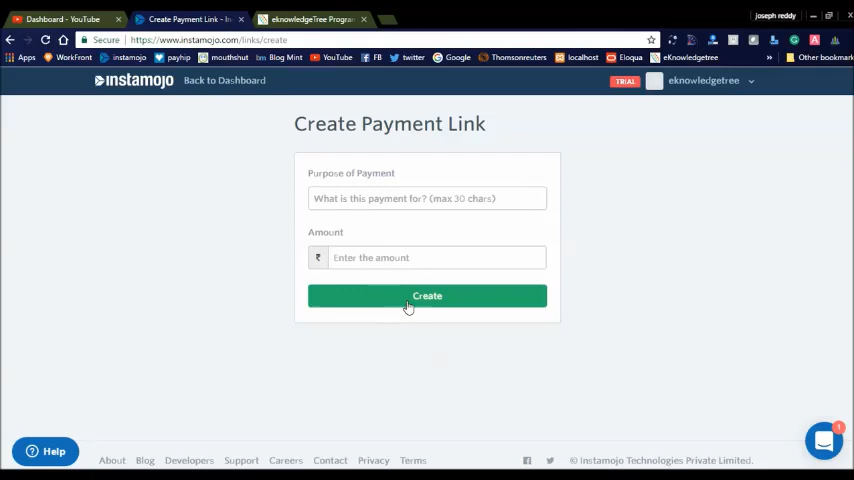 Dashboard - YouTube
Create Payment Link - In
eknowledgeTree Program
joseph reddy
Secure
https://www.instamojo.com/links/create
Apps
WorkFront
instamojo
payhip
mouthshut
bm Blog Mint
YouTube
FB
twitter
Google
Thomsonreuters
localhost
Eloqua
eKnowledgetree
»
Other bookmark
INSTAMOJO
Back to Dashboard
TRIAL
eknowledgetree
Create Payment Link
Purpose of Payment
What is this payment for? (max 30 chars)
Amount
₹
Enter the amount
Create
Help
1
About
Blog
Developers
Support
Careers
Contact
Privacy
Terms
© Instamojo Technologies Private Limited.